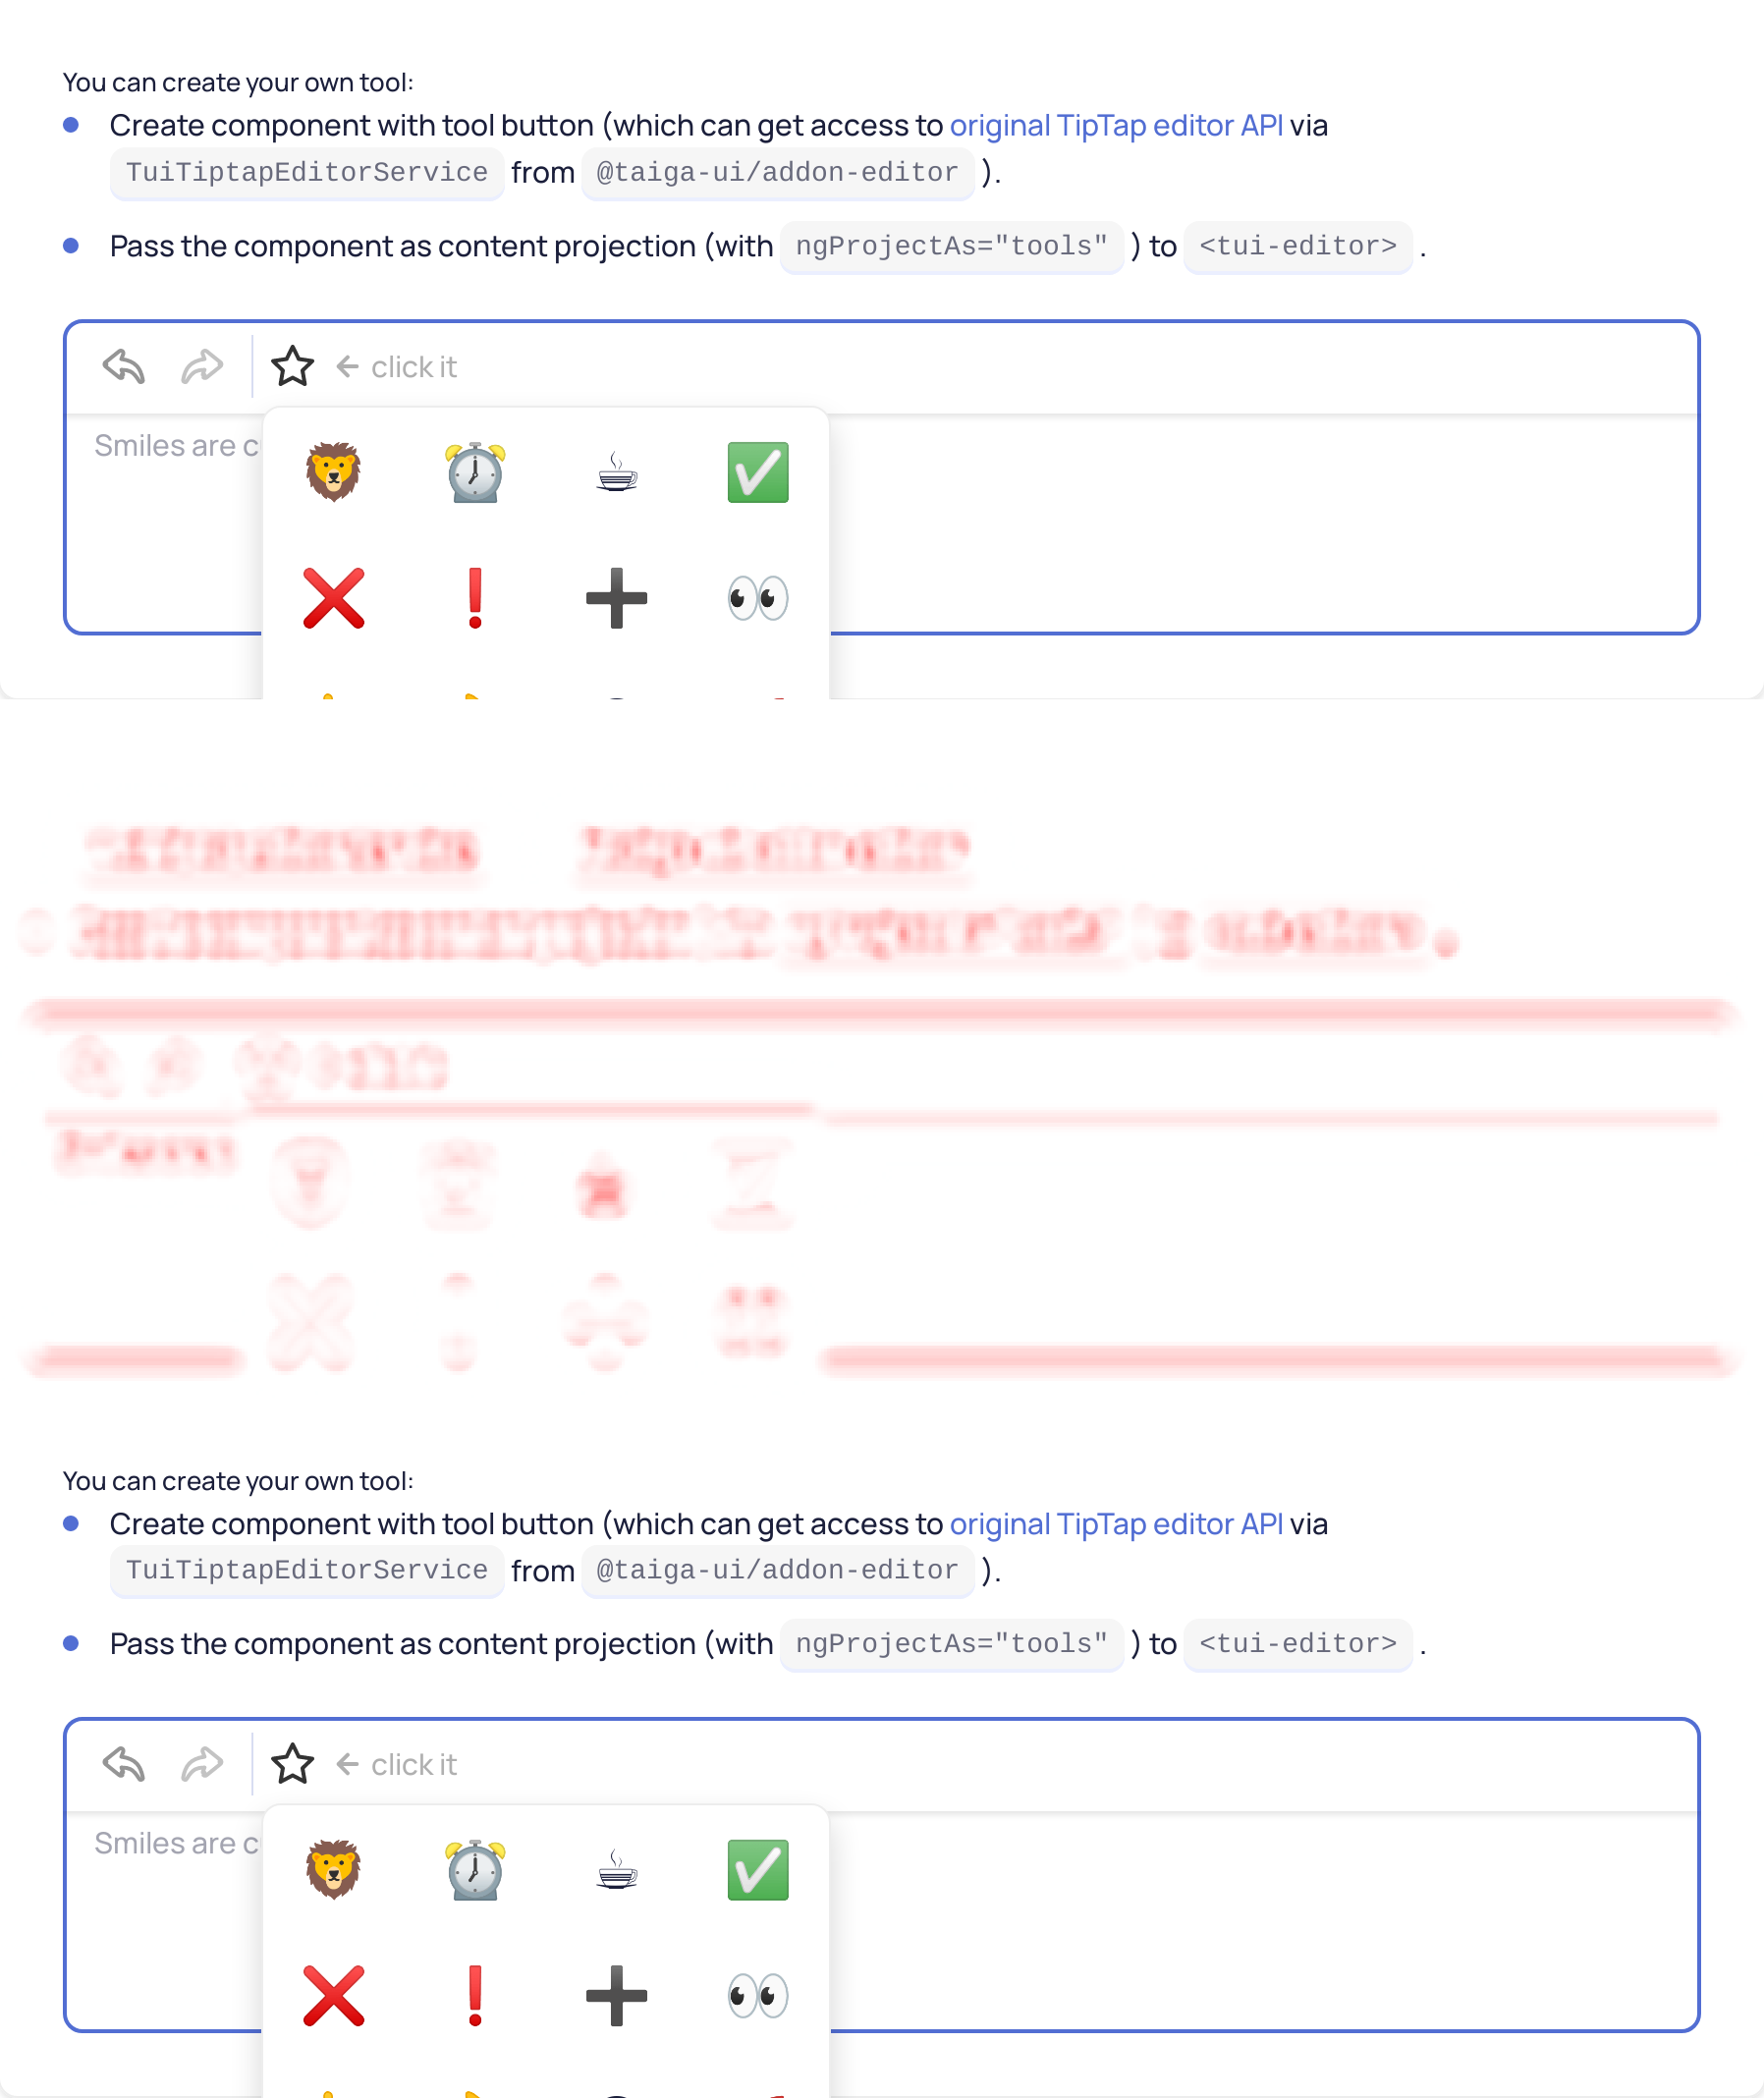 You can create your own tool:
Create component with tool button (which can get access to original TipTap editor API via
TuiTiptapEditorService from @taiga-ui/addon-editor ).
Pass the component as content projection (with ngProjectAs="tools" ) to <tui-editor> .
← click it
Smiles are c
You can create your own tool:
Create component with tool button (which can get access to original TipTap editor API via
TuiTiptapEditorService from @taiga-ui/addon-editor ).
Pass the component as content projection (with ngProjectAs="tools" ) to <tui-editor> .
← click it
Smiles are c